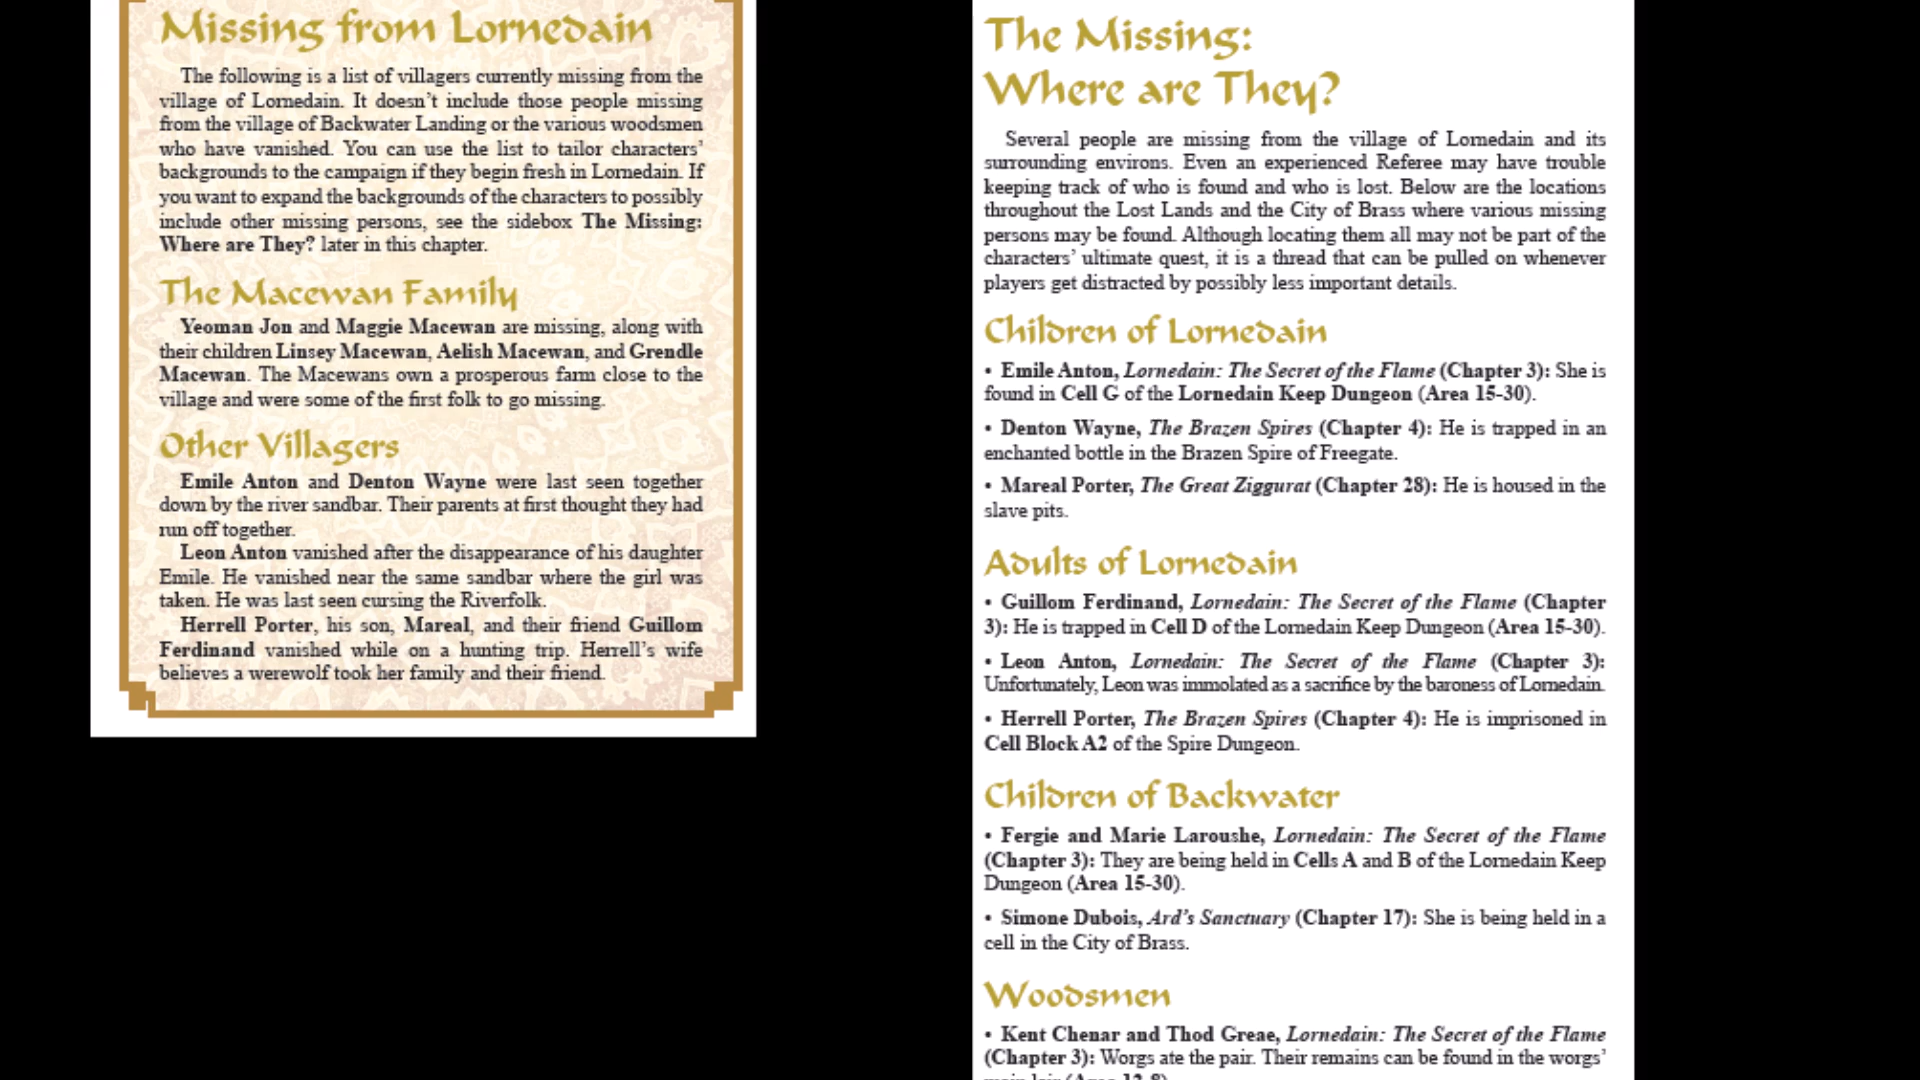 Missing from Lornedain
The following is a list of villagers currently missing from the
village of Lornedain. It doesn't include those people missing
from the village of Backwater Landing or the various woodsmen
who have vanished. You can use the list to tailor characters'
backgrounds to the campaign if they begin fresh in Lornedain. If
you want to expand the backgrounds of the characters to possibly
include other missing persons, see the sidebox The Missing:
Where are They? later in this chapter.
The Macewan Family
Yeoman Jon and Maggie Macewan are missing, along with
their children Linsey Macewan, Aelish Macewan, and Grendle
Macewan. The Macewans own a prosperous farm close to the
village and were some of the first folk to go missing.
Other Villagers
Emile Anton and Denton Wayne were last seen together
down by the river sandbar. Their parents at first thought they had
run off together.
Leon Anton vanished after the disappearance of his daughter
Emile. He vanished near the same sandbar where the girl was
taken. He was last seen cursing the Riverfolk.
Herrell Porter, his son, Mareal, and their friend Guillom
Ferdinand vanished while on a hunting trip. Herrell's wife
believes a werewolf took her family and their friend.
The Missing:
Where are They?
Several people are missing from the village of Lornedain and its
surrounding environs. Even an experienced Referee may have trouble
keeping track of who is found and who is lost. Below are the locations
throughout the Lost Lands and the City of Brass where various missing
persons may be found. Although locating them all may not be part of the
characters' ultimate quest, it is a thread that can be pulled on whenever
players get distracted by possibly less important details.
Children of Lornedain
• Emile Anton, Lornedain: The Secret of the Flame (Chapter 3): She is
found in Cell G of the Lornedain Keep Dungeon (Area 15-30).
• Denton Wayne, The Brazen Spires (Chapter 4): He is trapped in an
enchanted bottle in the Brazen Spire of Freegate.
• Mareal Porter, The Great Ziggurat (Chapter 28): He is housed in the
slave pits.
Adults of Lornedain
• Guillom Ferdinand, Lornedain: The Secret of the Flame (Chapter
3): He is trapped in Cell D of the Lornedain Keep Dungeon (Area 15-30).
• Leon Anton, Lornedain: The Secret of the Flame (Chapter 3):
Unfortunately, Leon was immolated as a sacrifice by the baroness of Lornedain.
• Herrell Porter, The Brazen Spires (Chapter 4): He is imprisoned in
Cell Block A2 of the Spire Dungeon.
Children of Backwater
• Fergie and Marie Laroushe, Lornedain: The Secret of the Flame
(Chapter 3): They are being held in Cells A and B of the Lornedain Keep
Dungeon (Area 15-30).
• Simone Dubois, Ard's Sanctuary (Chapter 17): She is being held in a
cell in the City of Brass.
Woodsmen
• Kent Chenar and Thod Greae, Lornedain: The Secret of the Flame
(Chapter 3): Worgs ate the pair. Their remains can be found in the worgs'